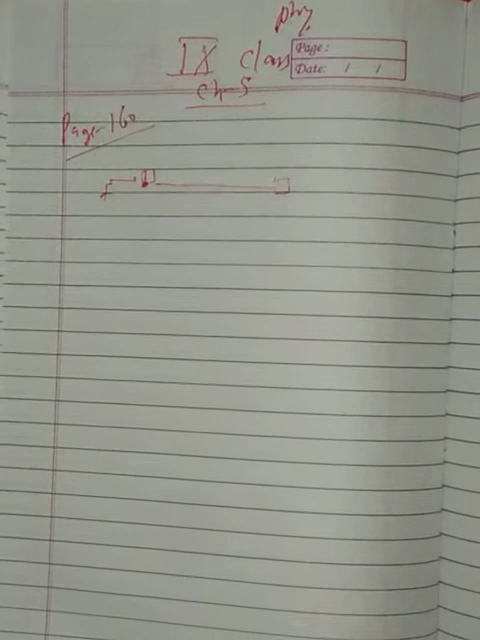 phy
IX class
Page:
Date: / /
ch-5
Page-160